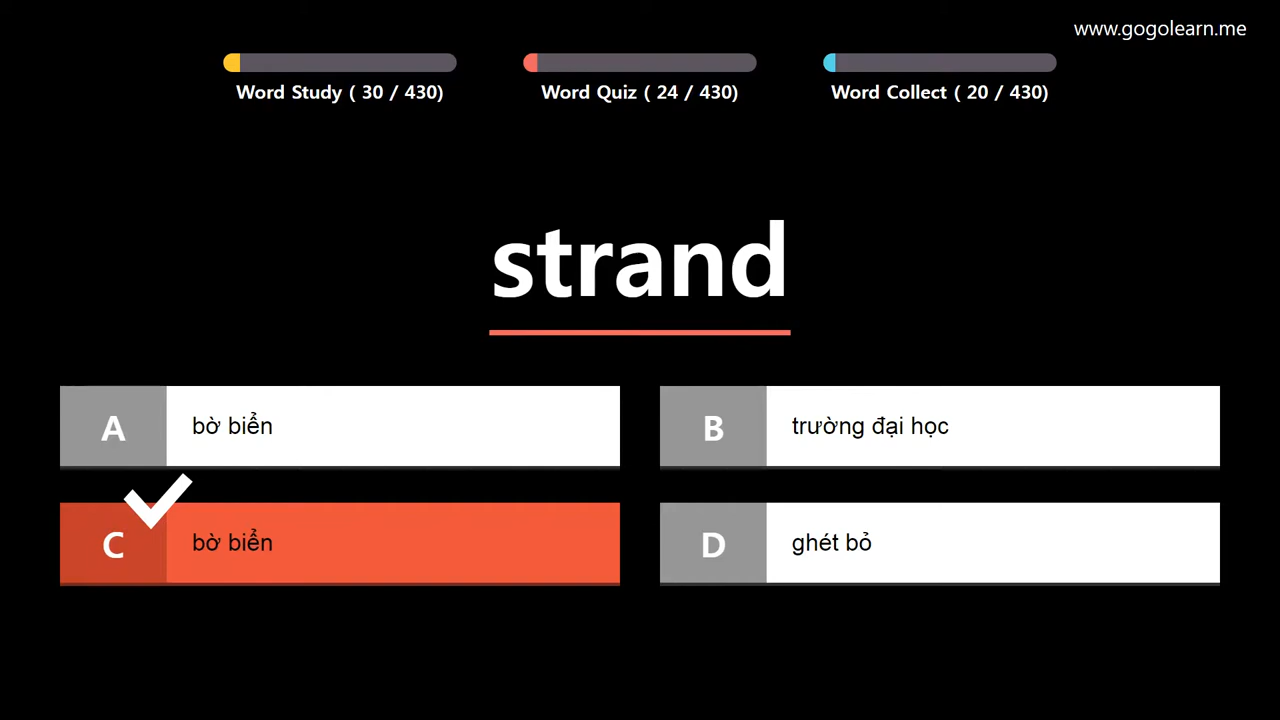 www.gogolearn.me
Word Study ( 30 / 430)
Word Quiz ( 24 / 430)
Word Collect ( 20 / 430)
strand
A bờ biển
B trường đại học
C bờ biển
D ghét bỏ